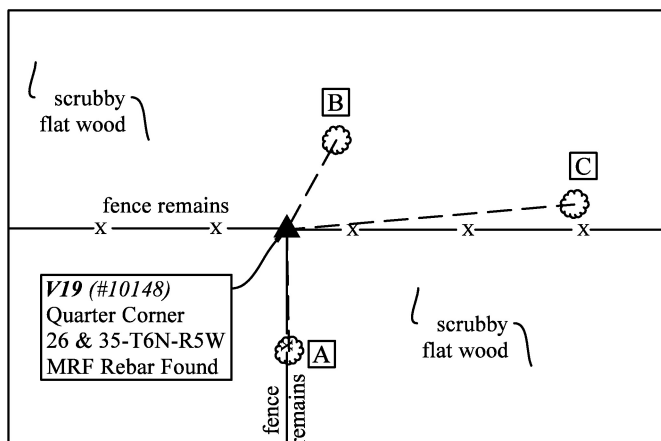 B
scrubby
flat wood
C
fence remains
x x x x x
V19 (#10148)
Quarter Corner
26 & 35-T6N-R5W
MRF Rebar Found
scrubby
flat wood
A
x
fence
remains